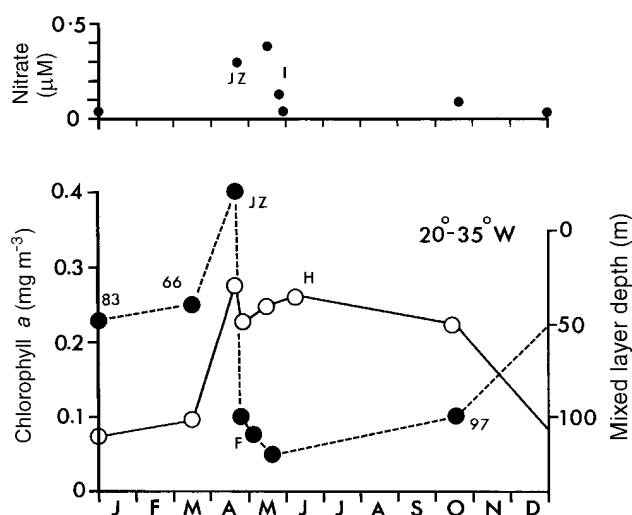 0·5
Nitrate
(μM)
JZ
I
0
0.4
JZ
20°-35°W
0
0.3
83
66
H
Chlorophyll a (mg m⁻³)
Mixed layer depth (m)
0.2
50
0.1
F
97
100
0
J F M A M J J A S O N D